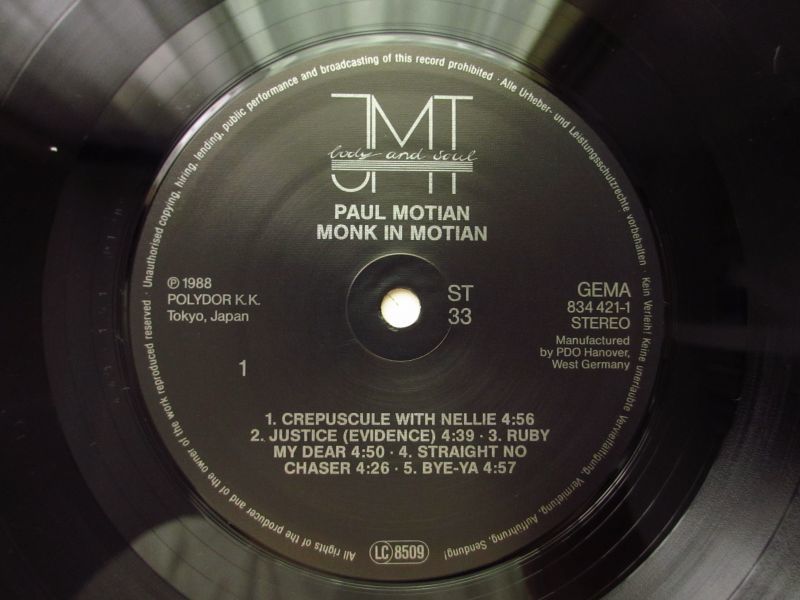 Unauthorised copying, hiring, lending, public performance and broadcasting of this record prohibited · Alle Urheber- und Leistungsschutzrechte vorbehalten · Kein Verleih! Keine unerlaubte Vervielfältigung, Vermietung, Aufführung, Sendung!
JMT
body and soul
PAUL MOTIAN
MONK IN MOTIAN
℗ 1988
POLYDOR K.K.
Tokyo, Japan
1
ST
33
GEMA
834 421-1
STEREO
Manufactured
by PDO Hanover,
West Germany
1. CREPUSCULE WITH NELLIE 4:56
2. JUSTICE (EVIDENCE) 4:39 · 3. RUBY
MY DEAR 4:50 · 4. STRAIGHT NO
CHASER 4:26 · 5. BYE-YA 4:57
All rights of the producer and of the owner of the work reproduced reserved ·
LC 8509